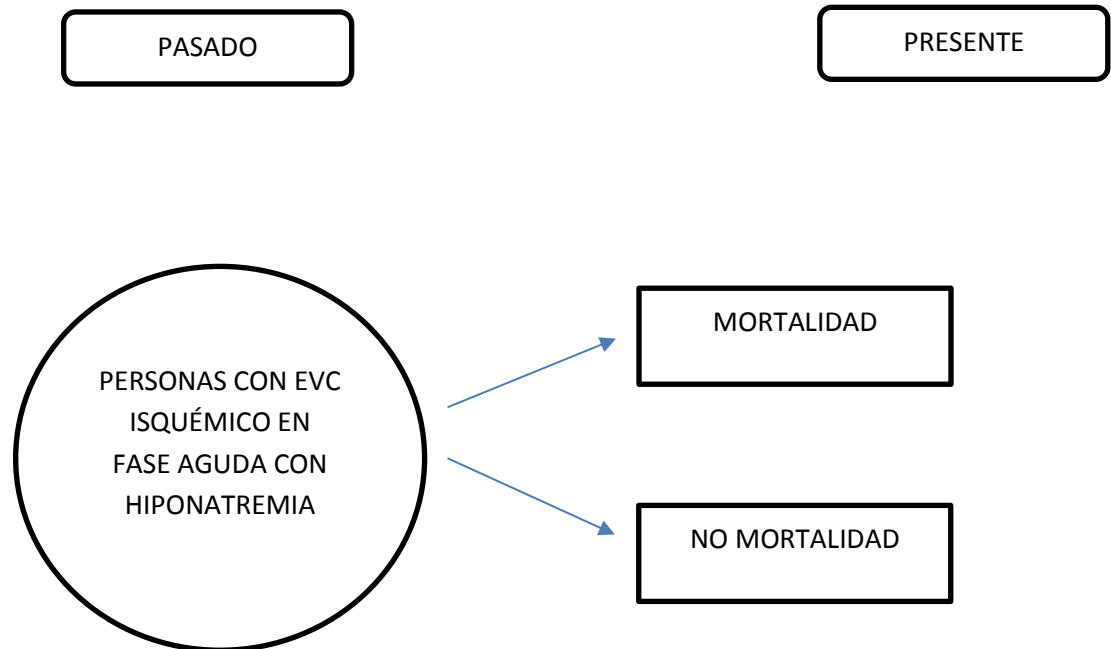 PASADO
PRESENTE
PERSONAS CON EVC
ISQUÉMICO EN
FASE AGUDA CON
HIPONATREMIA
MORTALIDAD
NO MORTALIDAD